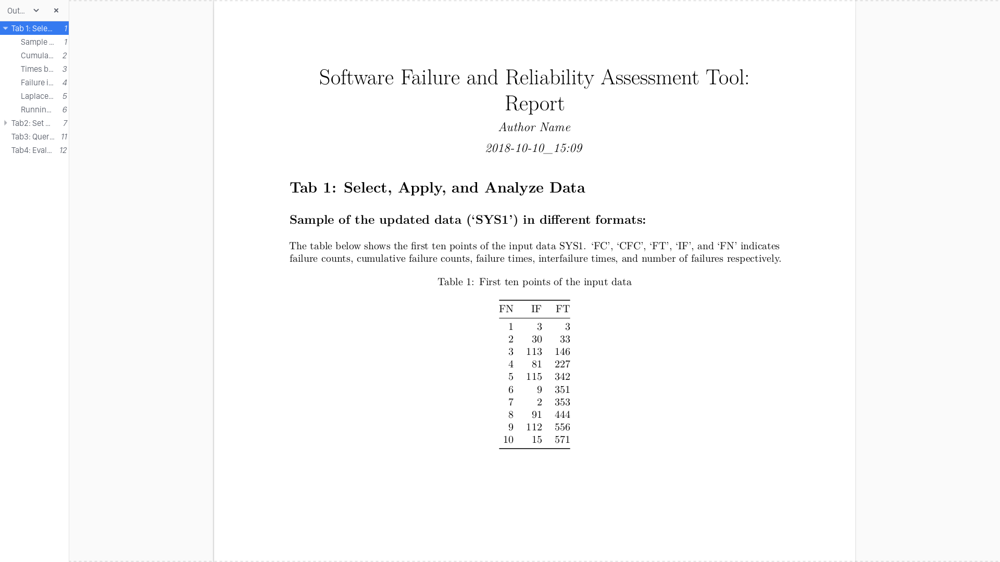 Out...
Tab 1: Sele... 1
Sample ... 1
Cumula... 2
Times b... 3
Failure i... 4
Laplace... 5
Runnin... 6
Tab2: Set ... 7
Tab3: Quer... 11
Tab4: Eval... 12
Software Failure and Reliability Assessment Tool:
Report
Author Name
2018-10-10_15:09
Tab 1: Select, Apply, and Analyze Data
Sample of the updated data (‘SYS1’) in different formats:
The table below shows the first ten points of the input data SYS1. ‘FC’, ‘CFC’, ‘FT’, ‘IF’, and ‘FN’ indicates
failure counts, cumulative failure counts, failure times, interfailure times, and number of failures respectively.
Table 1: First ten points of the input data
FN IF FT
1 3 3
2 30 33
3 113 146
4 81 227
5 115 342
6 9 351
7 2 353
8 91 444
9 112 556
10 15 571